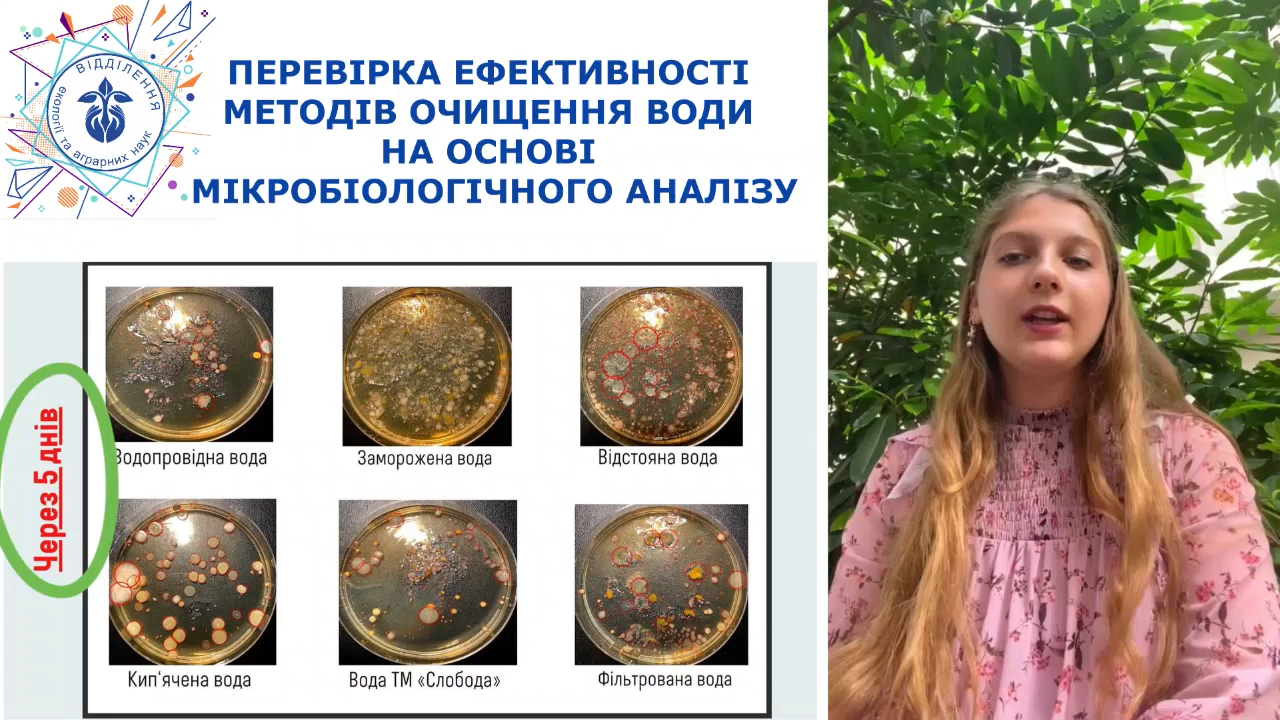 ВІДДІЛЕННЯ
екології та аграрних наук
ПЕРЕВІРКА ЕФЕКТИВНОСТІ
МЕТОДІВ ОЧИЩЕННЯ ВОДИ
НА ОСНОВІ
МІКРОБІОЛОГІЧНОГО АНАЛІЗУ
Через 5 днів
Водопровідна вода
Заморожена вода
Відстояна вода
Кип'ячена вода
Вода ТМ «Слобода»
Фільтрована вода